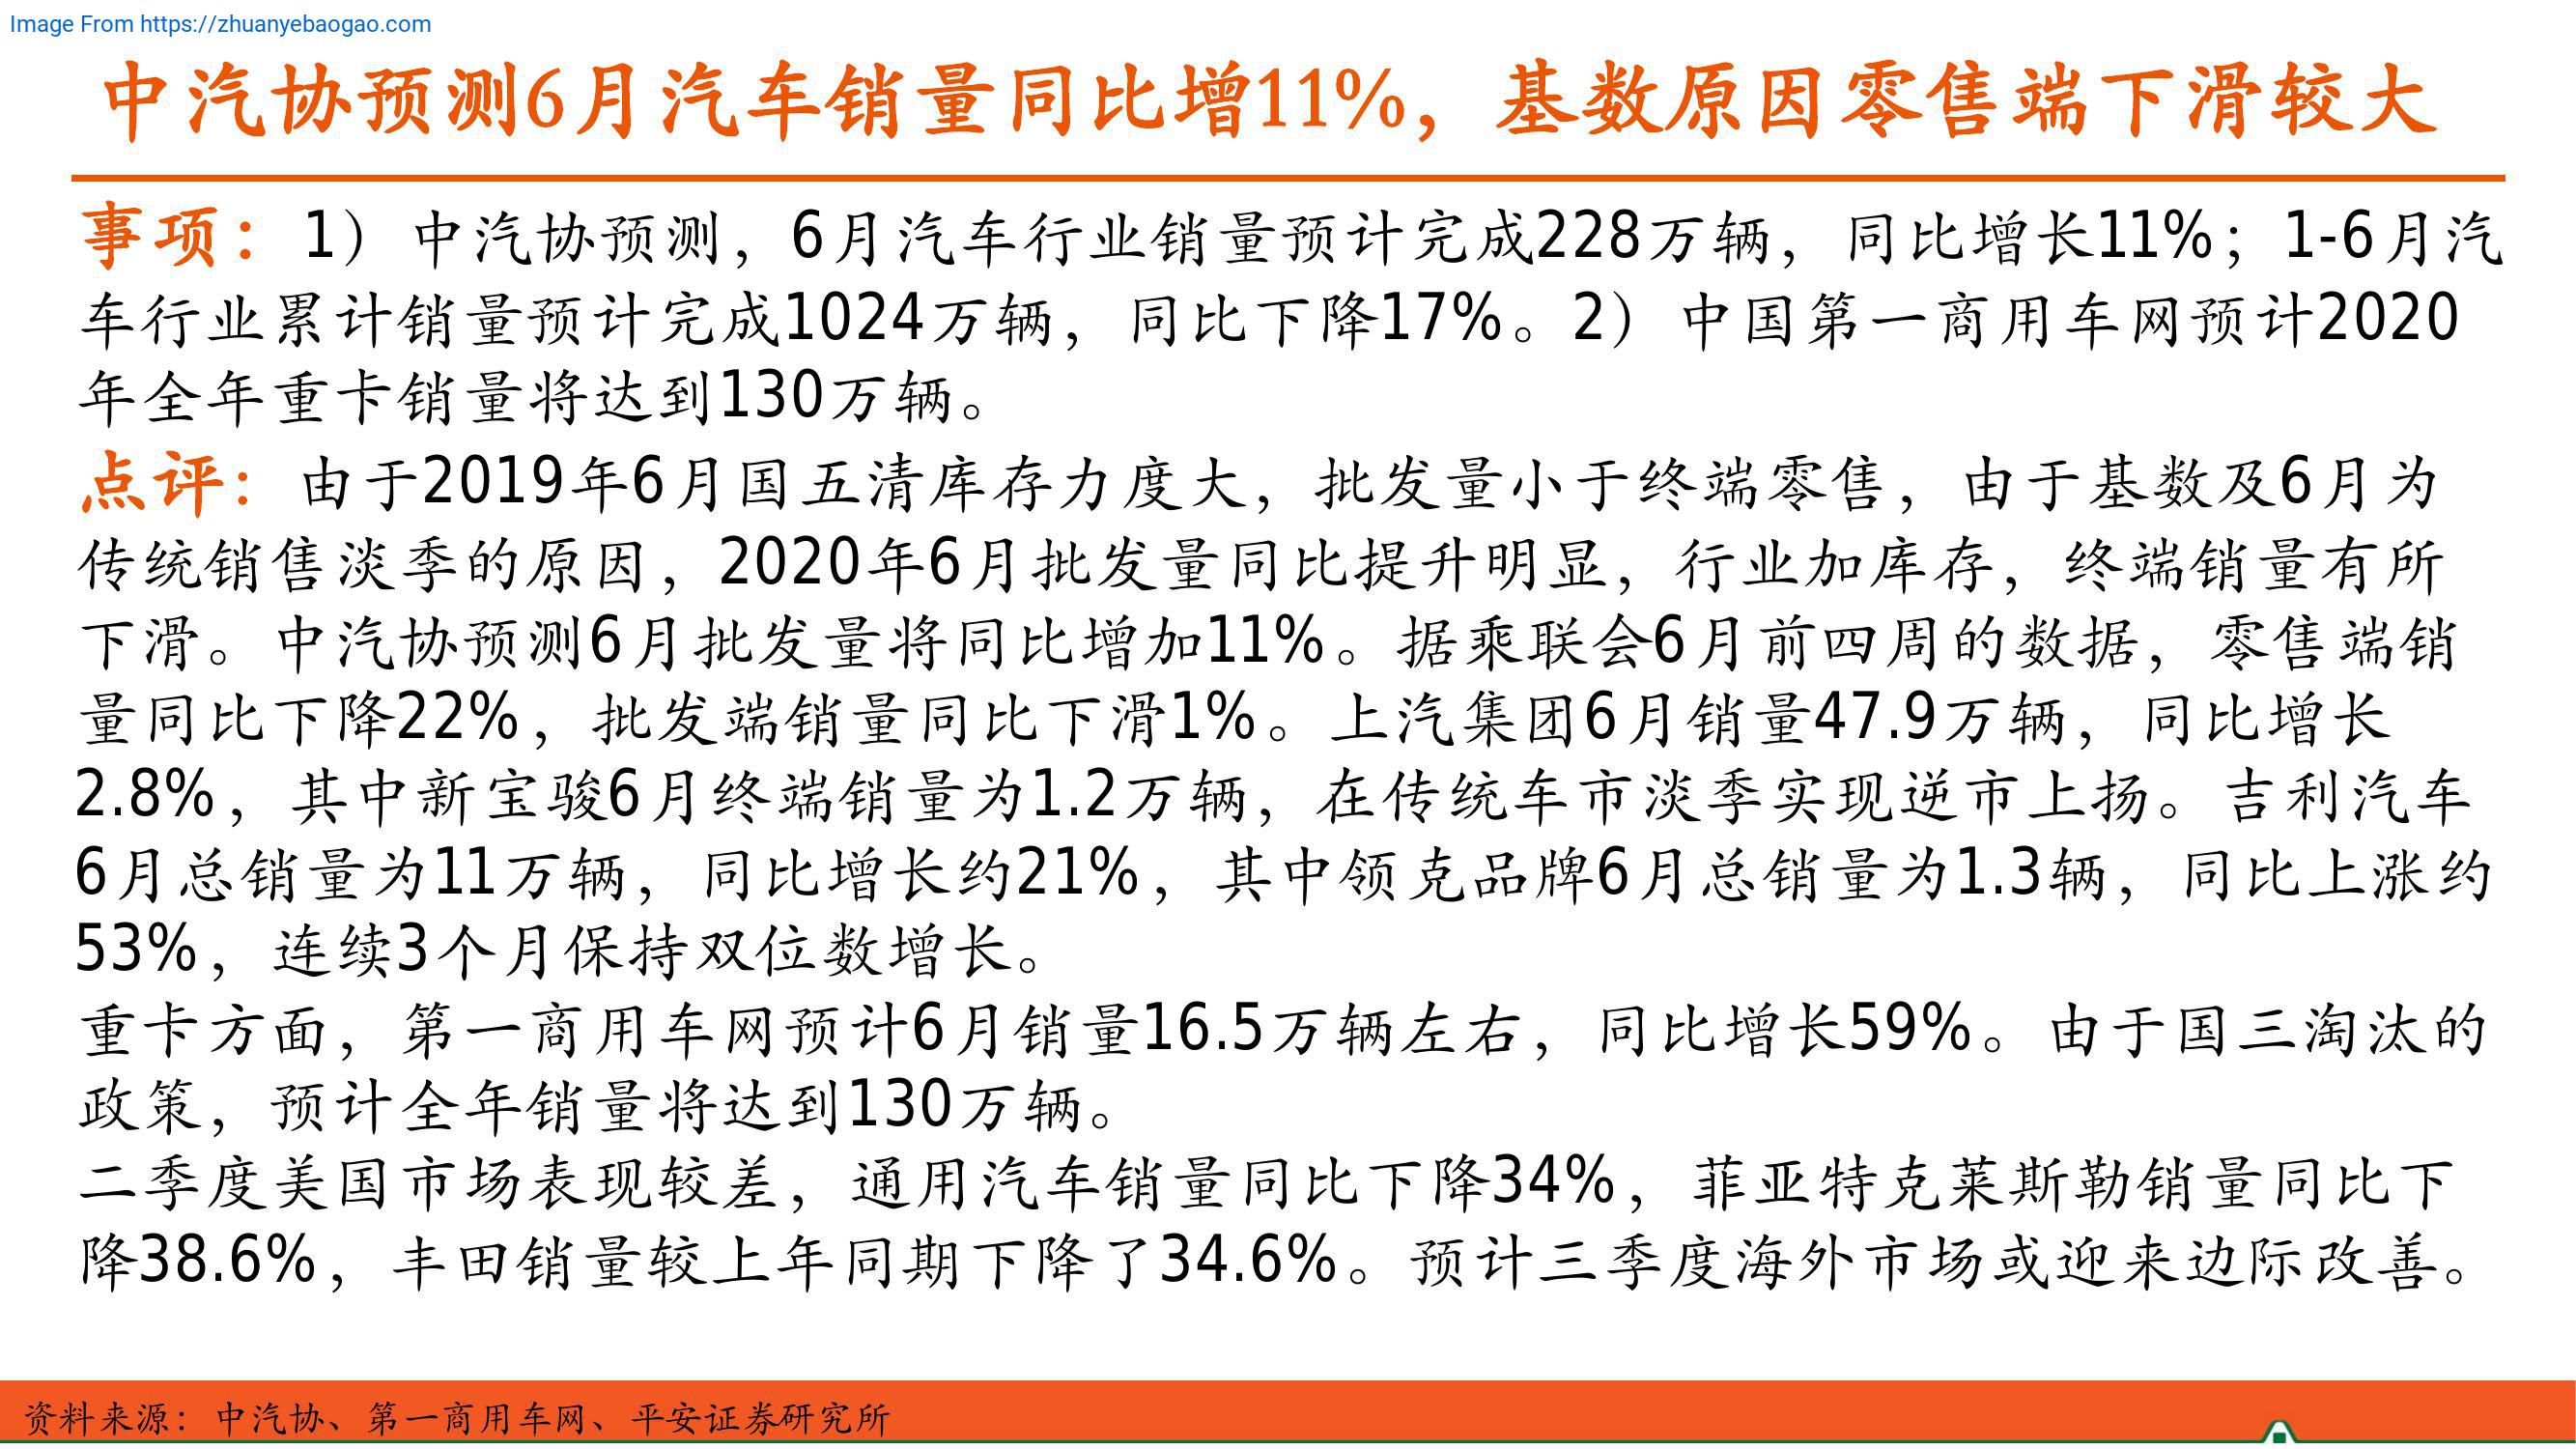 Image From https://zhuanyebaogao.com
中汽协预测6月汽车销量同比增11%，基数原因零售端下滑较大
事项：1）中汽协预测，6月汽车行业销量预计完成228万辆，同比增长11%；1-6月汽
车行业累计销量预计完成1024万辆，同比下降17%。2）中国第一商用车网预计2020
年全年重卡销量将达到130万辆。
点评：由于2019年6月国五清库存力度大，批发量小于终端零售，由于基数及6月为
传统销售淡季的原因，2020年6月批发量同比提升明显，行业加库存，终端销量有所
下滑。中汽协预测6月批发量将同比增加11%。据乘联会6月前四周的数据，零售端销
量同比下降22%，批发端销量同比下滑1%。上汽集团6月销量47.9万辆，同比增长
2.8%，其中新宝骏6月终端销量为1.2万辆，在传统车市淡季实现逆市上扬。吉利汽车
6月总销量为11万辆，同比增长约21%，其中领克品牌6月总销量为1.3辆，同比上涨约
53%，连续3个月保持双位数增长。
重卡方面，第一商用车网预计6月销量16.5万辆左右，同比增长59%。由于国三淘汰的
政策，预计全年销量将达到130万辆。
二季度美国市场表现较差，通用汽车销量同比下降34%，菲亚特克莱斯勒销量同比下
降38.6%，丰田销量较上年同期下降了34.6%。预计三季度海外市场或迎来边际改善。
资料来源：中汽协、第一商用车网、平安证券研究所